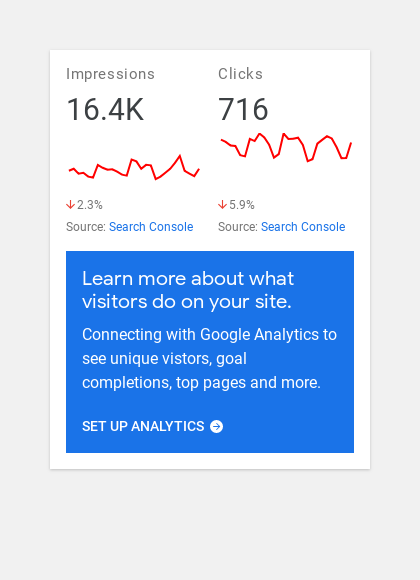 Impressions
Clicks
16.4K
716
2.3%
5.9%
Source: Search Console
Source: Search Console
Learn more about what
visitors do on your site.
Connecting with Google Analytics to
see unique vistors, goal
completions, top pages and more.
SET UP ANALYTICS